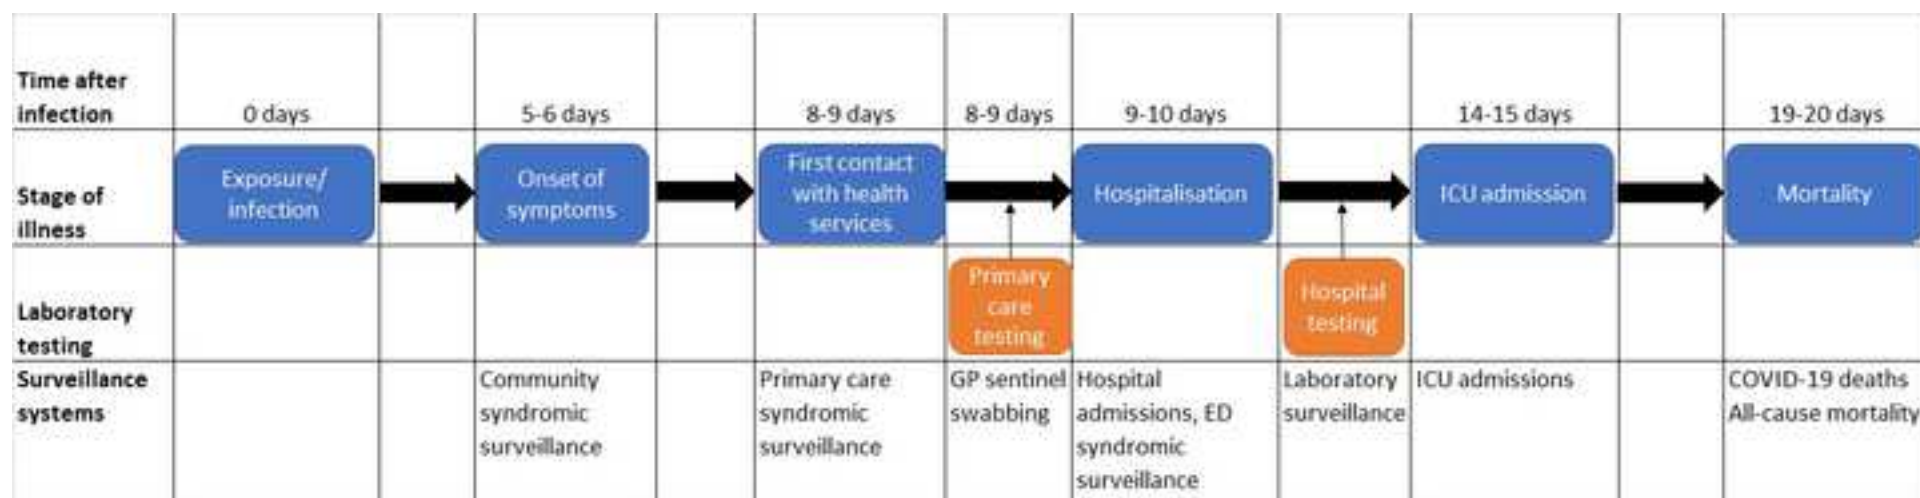 Time after
infection
0 days
5-6 days
8-9 days
8-9 days
9-10 days
14-15 days
19-20 days
Stage of
illness
Exposure/
infection
Onset of
symptoms
First contact
with health
services
Hospitalisation
ICU admission
Mortality
Laboratory
testing
Primary
care
testing
Hospital
testing
Surveillance
systems
Community
syndromic
surveillance
Primary care
syndromic
surveillance
GP sentinel
swabbing
Hospital
admissions, ED
syndromic
surveillance
Laboratory
surveillance
ICU admissions
COVID-19 deaths
All-cause mortality